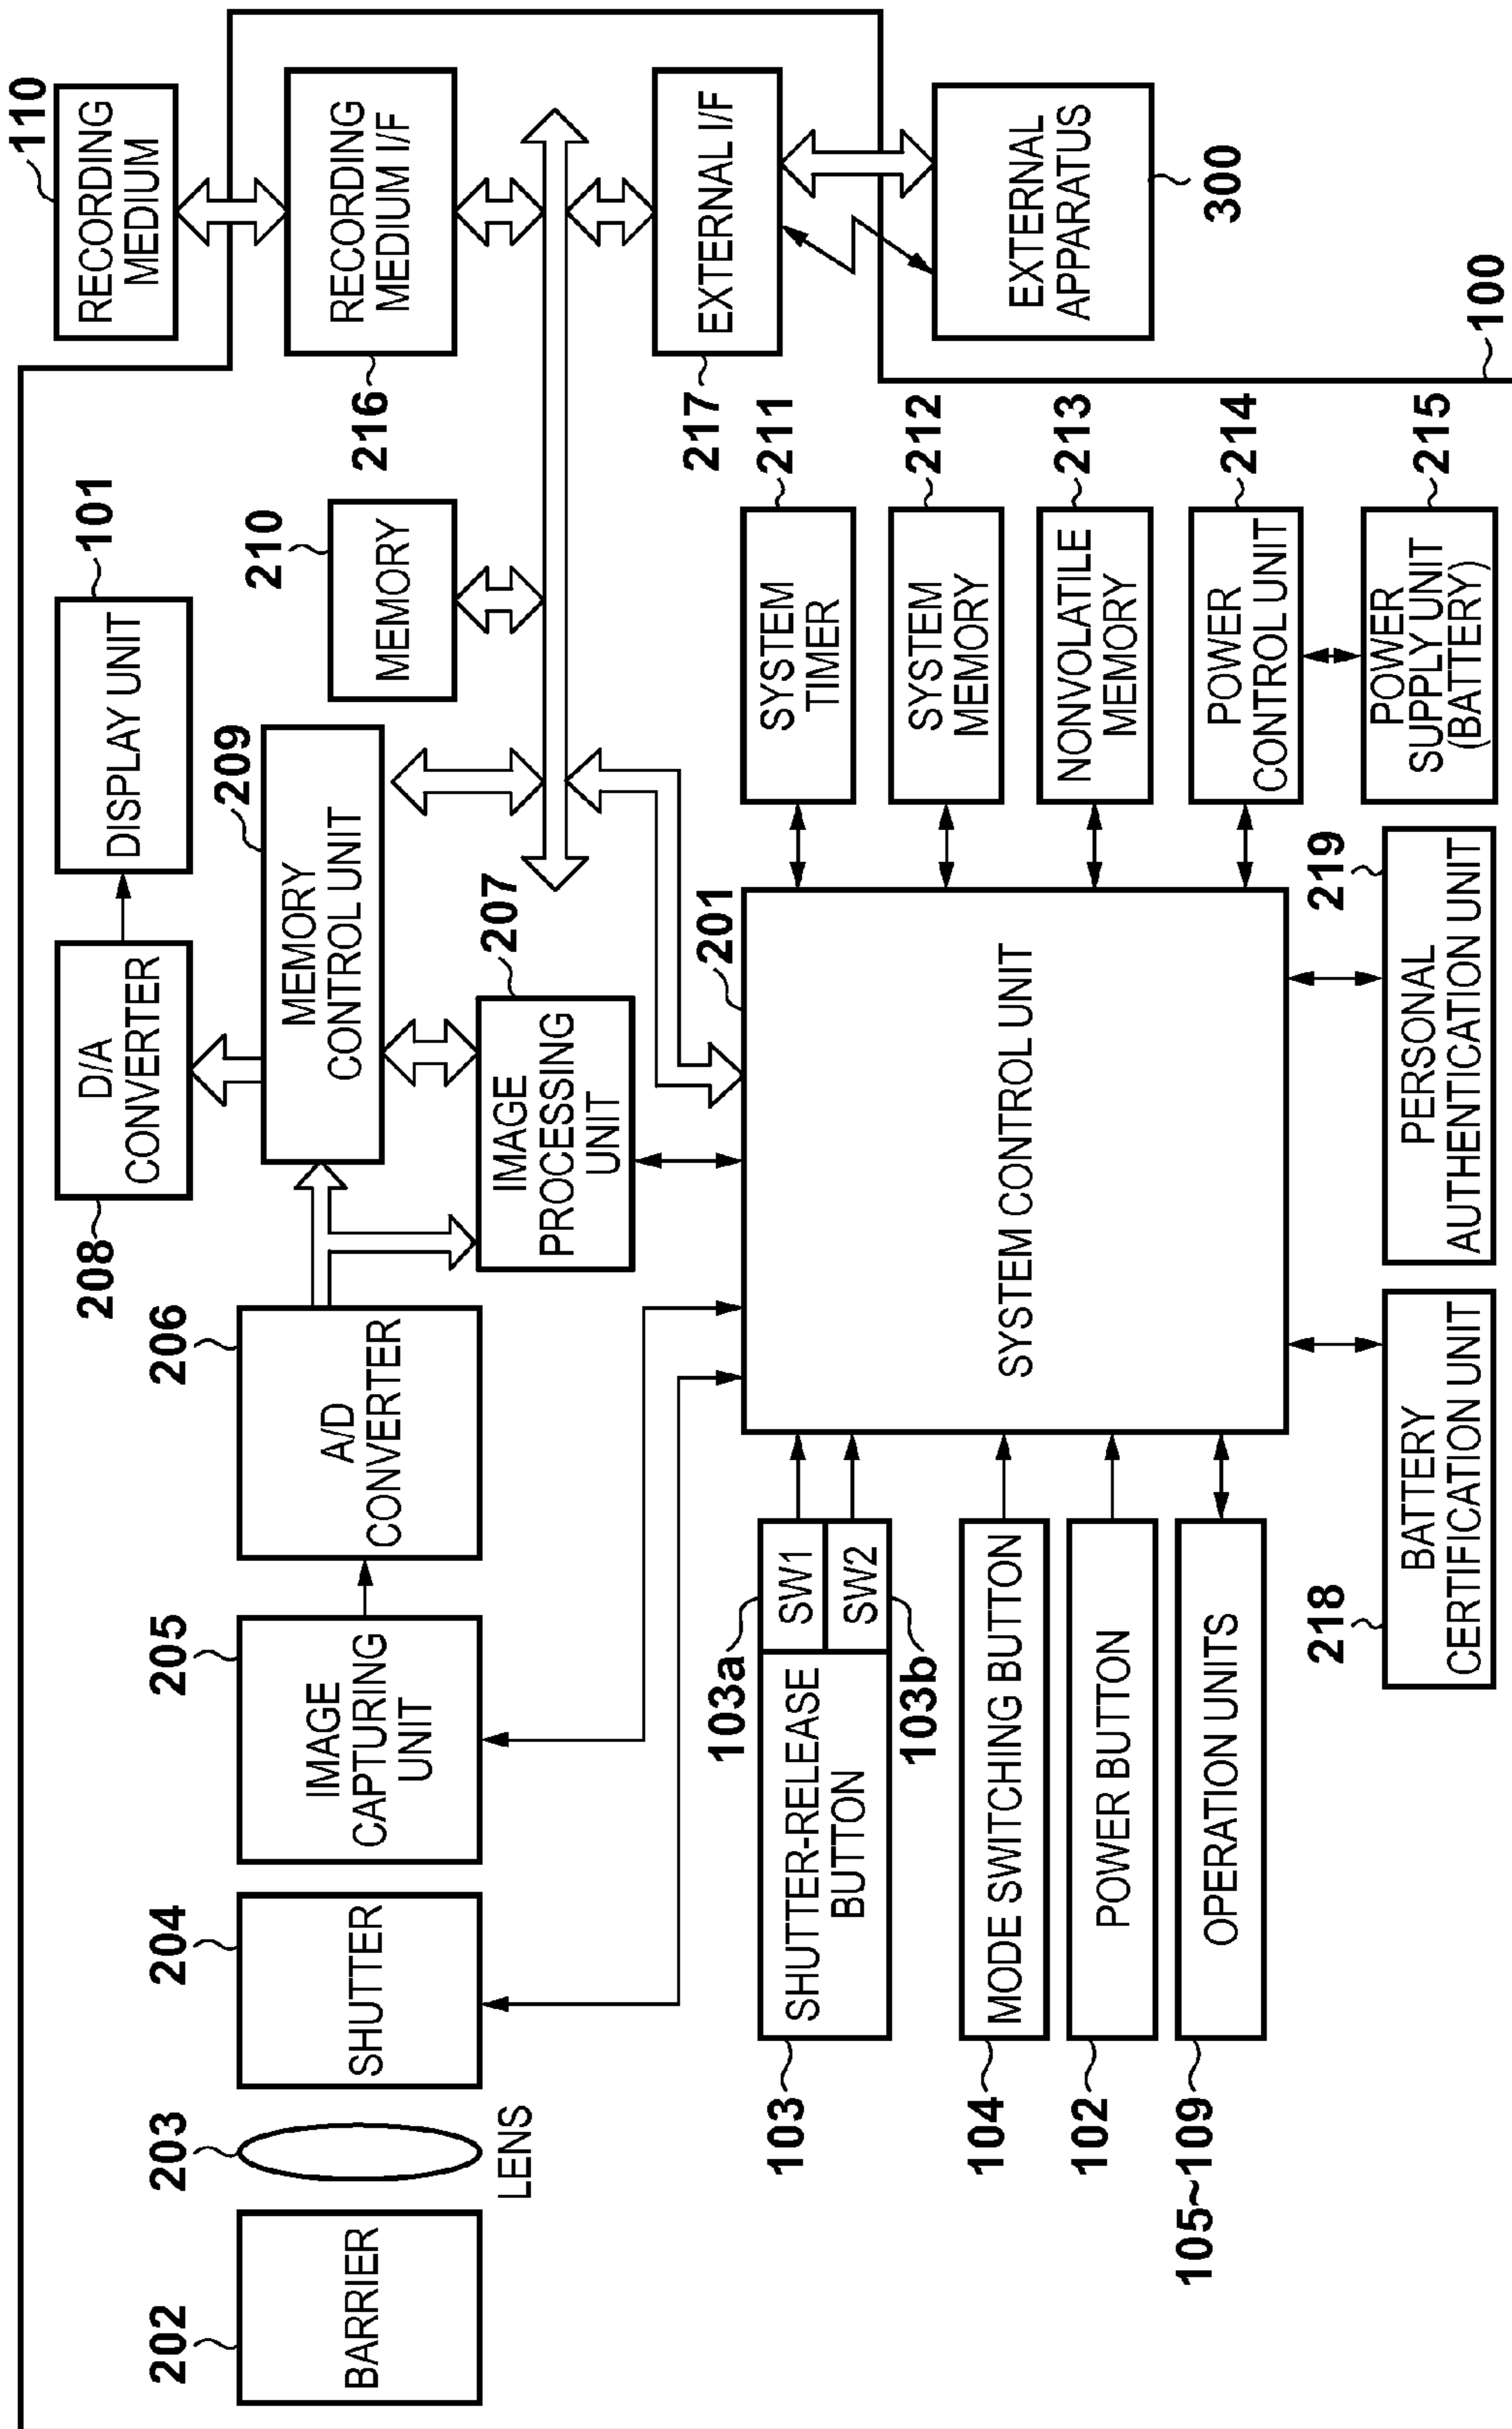 110
RECORDING
MEDIUM
101
DISPLAY UNIT
D/A
CONVERTER
208
210
MEMORY
216
RECORDING
MEDIUM I/F
209
MEMORY
CONTROL UNIT
202
BARRIER
203
LENS
204
SHUTTER
205
IMAGE
CAPTURING
UNIT
206
A/D
CONVERTER
207
IMAGE
PROCESSING
UNIT
217
EXTERNAL I/F
EXTERNAL
APPARATUS
300
100
201
SYSTEM CONTROL UNIT
103a
SW1
SW2
103b
103
SHUTTER-RELEASE
BUTTON
104
MODE SWITCHING BUTTON
102
POWER BUTTON
105~109
OPERATION UNITS
211
SYSTEM
TIMER
212
SYSTEM
MEMORY
213
NONVOLATILE
MEMORY
214
POWER
CONTROL UNIT
215
POWER
SUPPLY UNIT
(BATTERY)
218
BATTERY
CERTIFICATION UNIT
219
PERSONAL
AUTHENTICATION UNIT